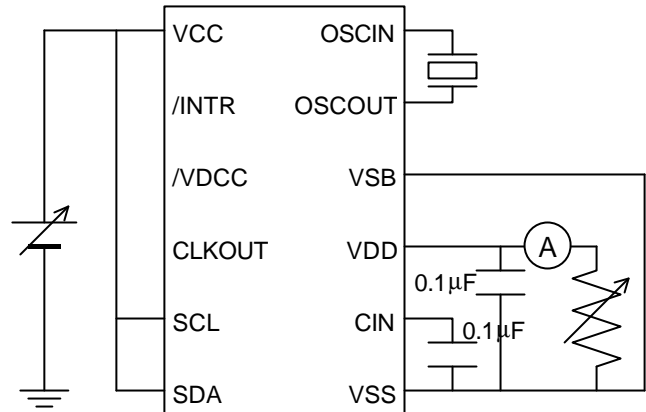 VCC OSCIN
/INTR OSCOUT
/VDCC VSB
CLKOUT VDD
A
0.1µF
SCL CIN
0.1µF
SDA VSS